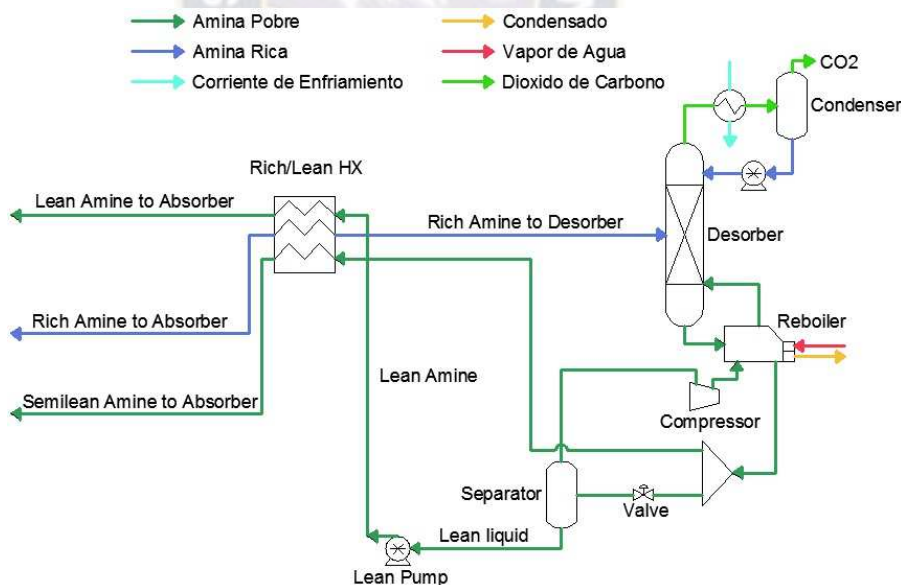 Amina Pobre
Condensado
Amina Rica
Vapor de Agua
Corriente de Enfriamiento
Dioxido de Carbono
CO2
Condenser
Rich/Lean HX
Lean Amine to Absorber
Rich Amine to Desorber
Desorber
Rich Amine to Absorber
Reboiler
Lean Amine
Semilean Amine to Absorber
Compressor
Separator
Valve
Lean liquid
Lean Pump